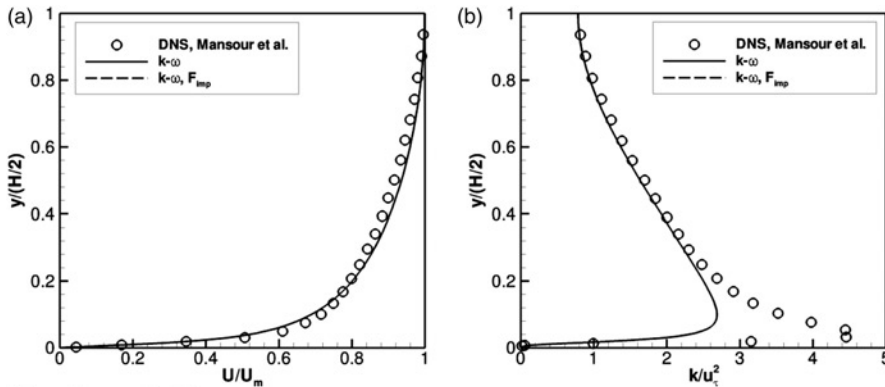 (a)
1
0.8
0.6
0.4
0.2
0
y/(H/2)
DNS, Mansour et al.
k-ω
k-ω, F_imp
0
0.2
0.4
0.6
0.8
1
U/U_m
(b)
1
0.8
0.6
0.4
0.2
0
y/(H/2)
DNS, Mansour et al.
k-ω
k-ω, F_imp
0
1
2
3
4
5
k/u_τ^2